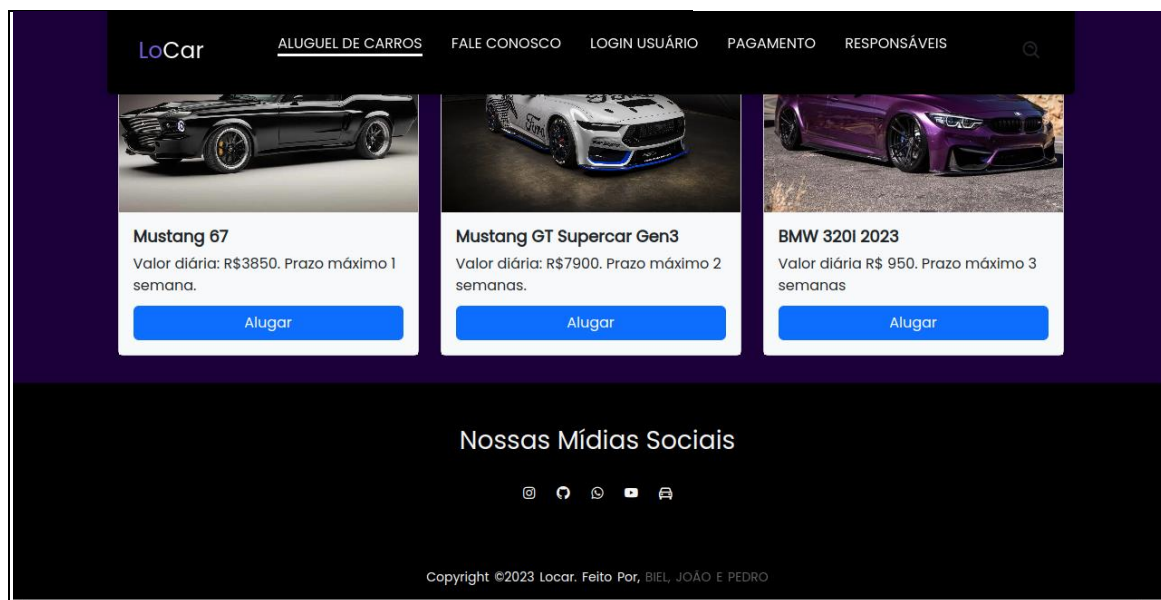 LoCar ALUGUEL DE CARROS FALE CONOSCO LOGIN USUÁRIO PAGAMENTO RESPONSÁVEIS
Ford
Mustang 67
Valor diária: R$3850. Prazo máximo 1
semana.
Alugar
Mustang GT Supercar Gen3
Valor diária: R$7900. Prazo máximo 2
semanas.
Alugar
BMW 320I 2023
Valor diária R$ 950. Prazo máximo 3
semanas
Alugar
Nossas Mídias Sociais
Copyright ©2023 Locar. Feito Por, BIEL, JOÃO E PEDRO